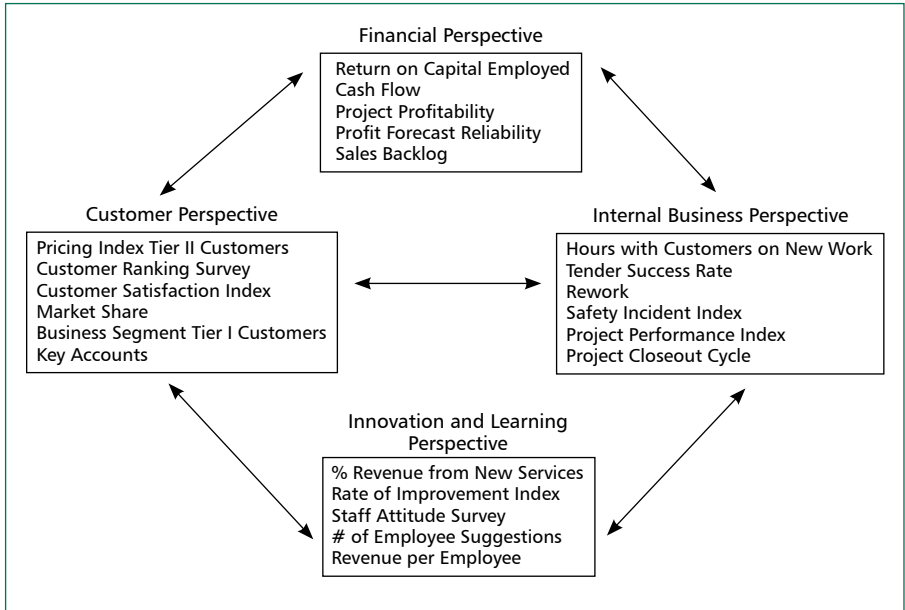 Financial Perspective
Return on Capital Employed
Cash Flow
Project Profitability
Profit Forecast Reliability
Sales Backlog
Customer Perspective
Pricing Index Tier II Customers
Customer Ranking Survey
Customer Satisfaction Index
Market Share
Business Segment Tier I Customers
Key Accounts
Internal Business Perspective
Hours with Customers on New Work
Tender Success Rate
Rework
Safety Incident Index
Project Performance Index
Project Closeout Cycle
Innovation and Learning
Perspective
% Revenue from New Services
Rate of Improvement Index
Staff Attitude Survey
# of Employee Suggestions
Revenue per Employee